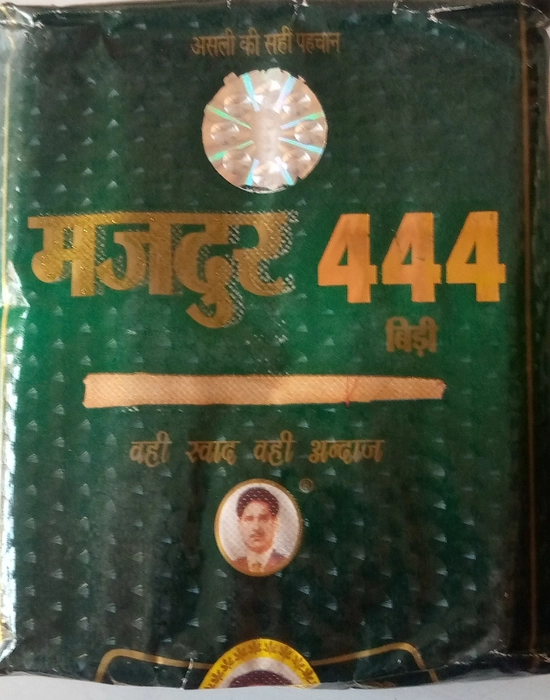 असली की सही पहचान
मजदुर 444
बिड़ी
वही स्वाद वही अन्दाज
®